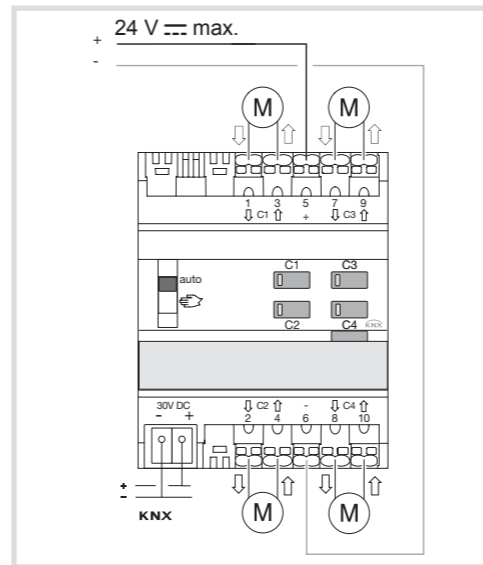 + 24 V ⎓ max.
-
M M
1 3 5 7 9
⇩ C1 ⇧ + ⇩ C3 ⇧
auto
C1 C3
C2 C4 KNX
30V DC ⇩ C2 ⇧ - ⇩ C4 ⇧
- + 2 4 6 8 10
+
-
KNX
M M